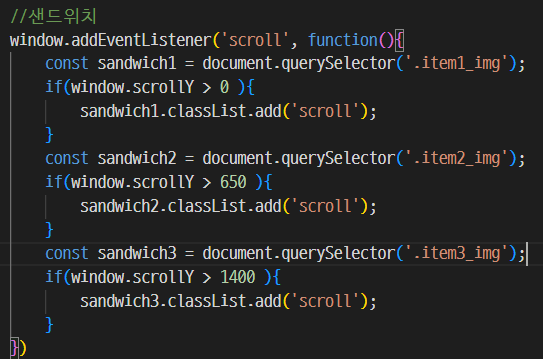 //샌드위치
window.addEventListener('scroll', function(){
    const sandwich1 = document.querySelector('.item1_img');
    if(window.scrollY > 0 ){
        sandwich1.classList.add('scroll');
    }
    const sandwich2 = document.querySelector('.item2_img');
    if(window.scrollY > 650 ){
        sandwich2.classList.add('scroll');
    }
    const sandwich3 = document.querySelector('.item3_img');
    if(window.scrollY > 1400 ){
        sandwich3.classList.add('scroll');
    }
})